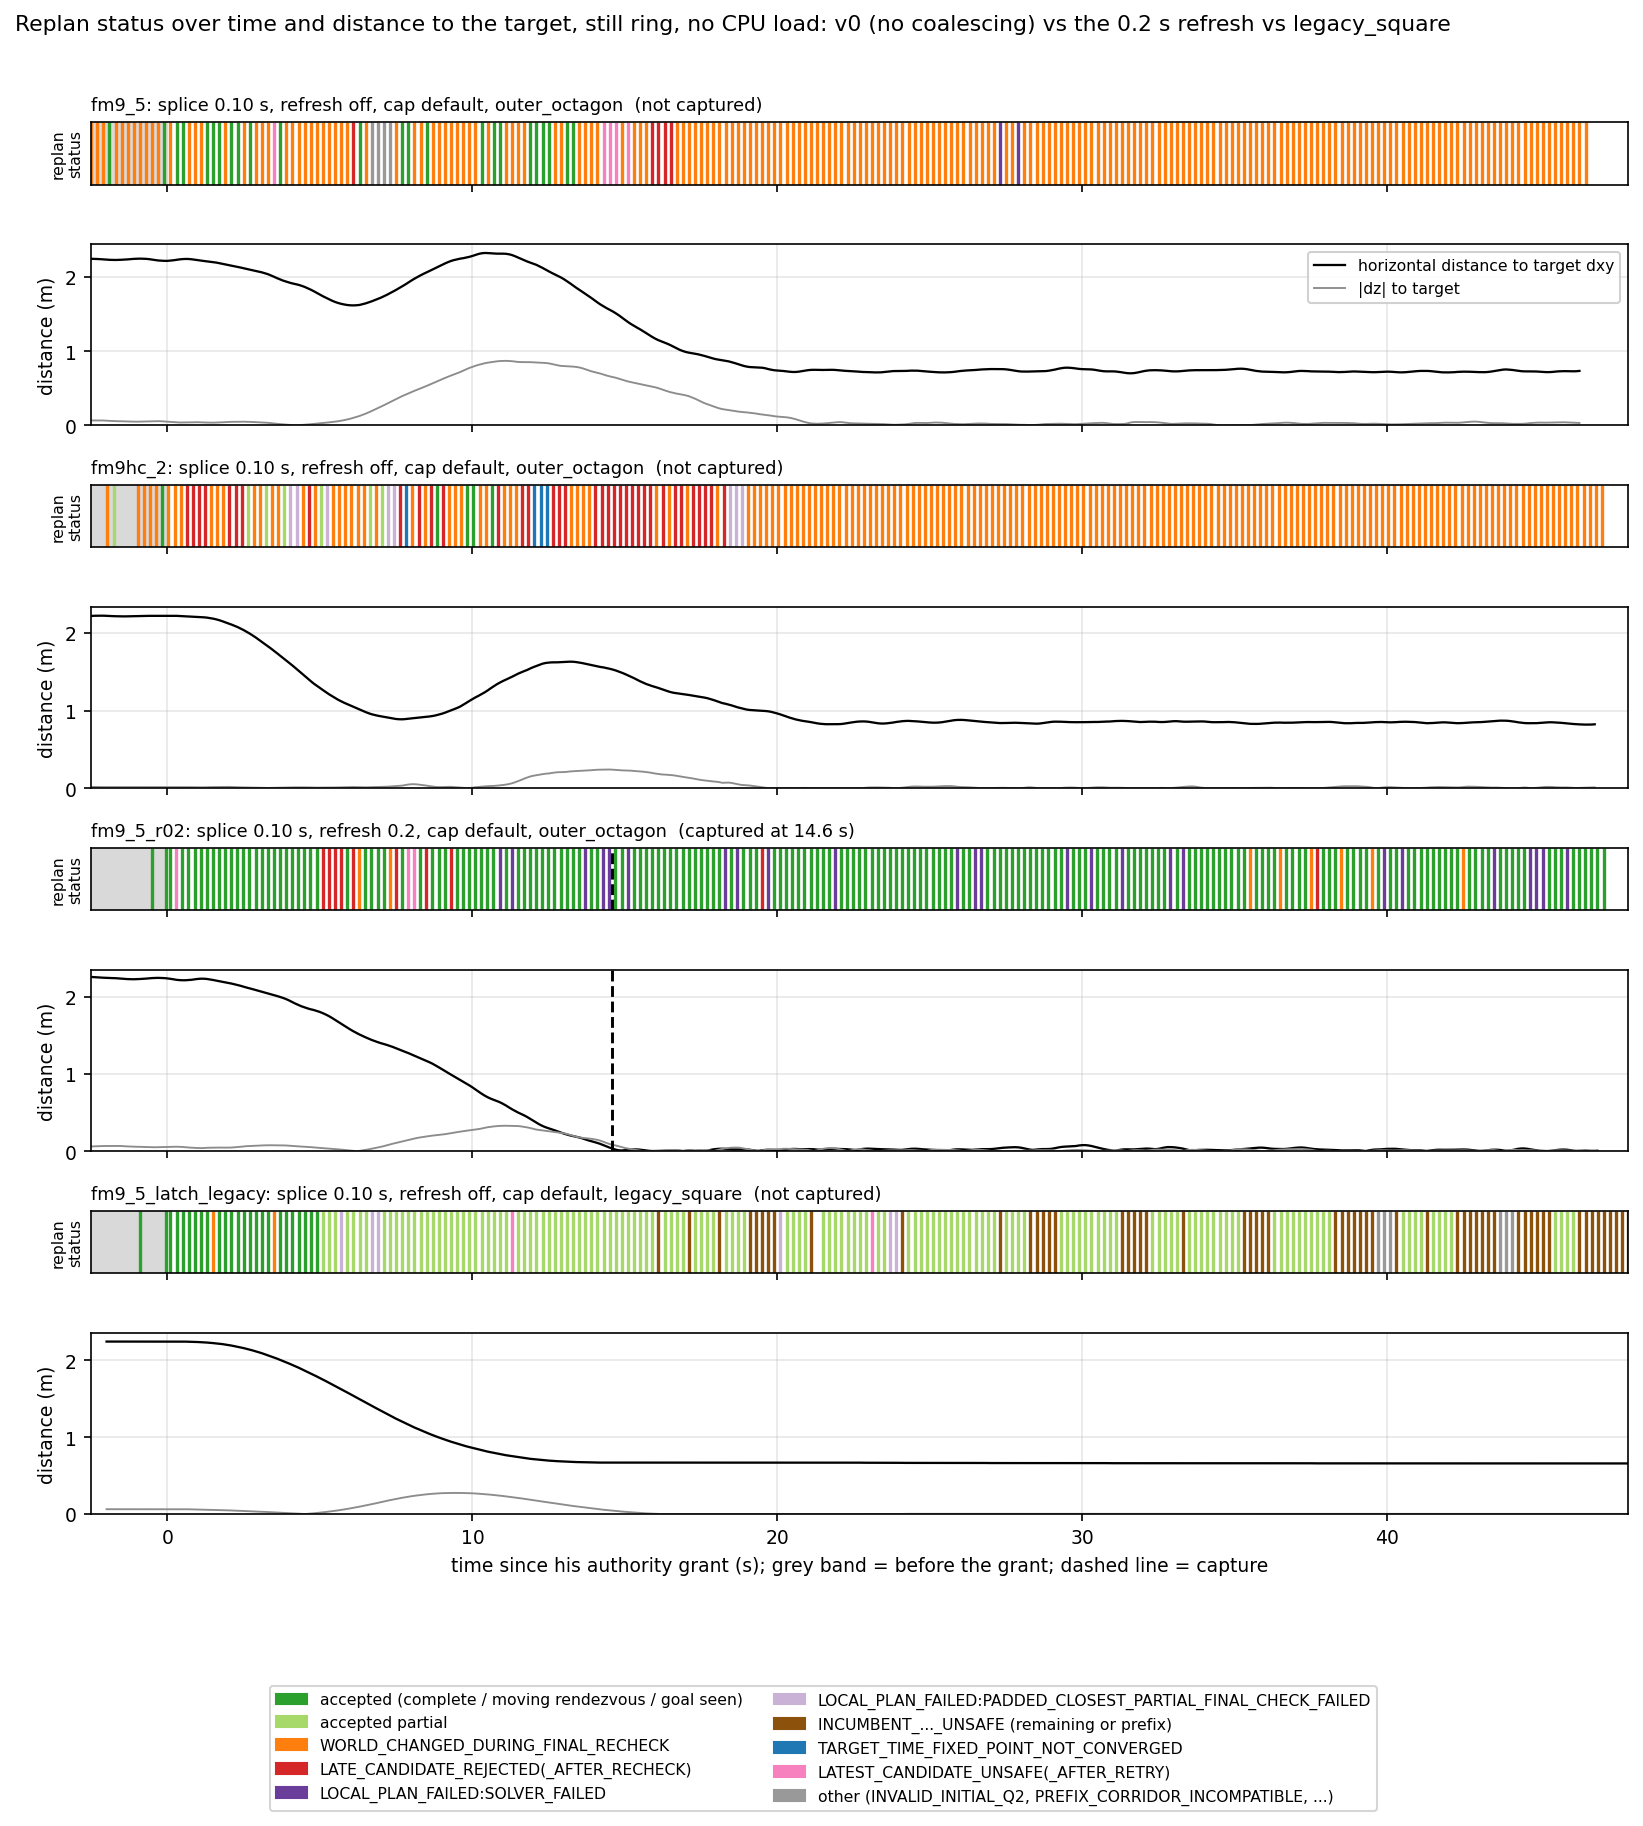 Replan status over time and distance to the target, still ring, no CPU load: v0 (no coalescing) vs the 0.2 s refresh vs legacy_square
fm9_5: splice 0.10 s, refresh off, cap default, outer_octagon  (not captured)
replan
status
2
1
0
distance (m)
horizontal distance to target dxy
|dz| to target
fm9hc_2: splice 0.10 s, refresh off, cap default, outer_octagon  (not captured)
replan
status
2
1
0
distance (m)
fm9_5_r02: splice 0.10 s, refresh 0.2, cap default, outer_octagon  (captured at 14.6 s)
replan
status
2
1
0
distance (m)
fm9_5_latch_legacy: splice 0.10 s, refresh off, cap default, legacy_square  (not captured)
replan
status
2
1
0
distance (m)
0 10 20 30 40
time since his authority grant (s); grey band = before the grant; dashed line = capture
accepted (complete / moving rendezvous / goal seen)
accepted partial
WORLD_CHANGED_DURING_FINAL_RECHECK
LATE_CANDIDATE_REJECTED(_AFTER_RECHECK)
LOCAL_PLAN_FAILED:SOLVER_FAILED
LOCAL_PLAN_FAILED:PADDED_CLOSEST_PARTIAL_FINAL_CHECK_FAILED
INCUMBENT_..._UNSAFE (remaining or prefix)
TARGET_TIME_FIXED_POINT_NOT_CONVERGED
LATEST_CANDIDATE_UNSAFE(_AFTER_RETRY)
other (INVALID_INITIAL_Q2, PREFIX_CORRIDOR_INCOMPATIBLE, ...)